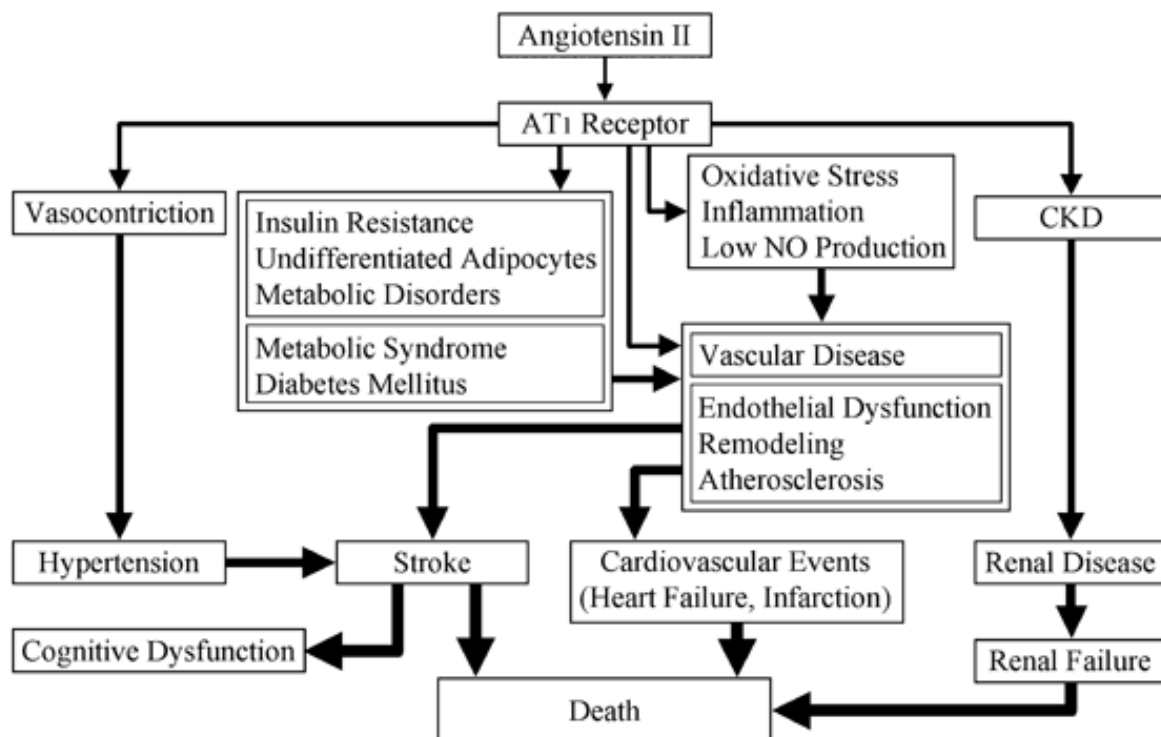 Angiotensin II
AT1 Receptor
Vasocontriction
Insulin Resistance
Undifferentiated Adipocytes
Metabolic Disorders
Metabolic Syndrome
Diabetes Mellitus
Oxidative Stress
Inflammation
Low NO Production
CKD
Vascular Disease
Endothelial Dysfunction
Remodeling
Atherosclerosis
Hypertension
Stroke
Cardiovascular Events
(Heart Failure, Infarction)
Renal Disease
Cognitive Dysfunction
Renal Failure
Death